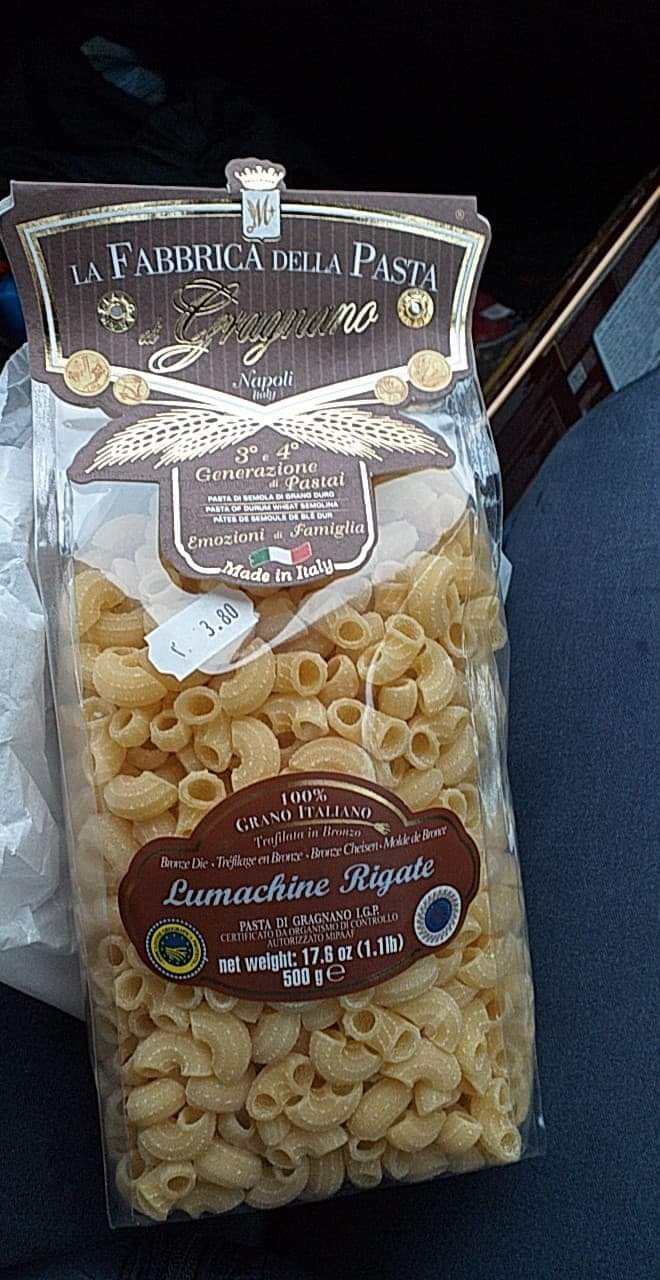 M
®
LA FABBRICA DELLA PASTA
di Gragnano
Napoli
Italy
3° e 4°
Generazione
di Pastai
PASTA DI SEMOLA DI GRANO DURO
PASTA OF DURUM WHEAT SEMOLINA
PÂTES DE SEMOULE DE BLÉ DUR
Emozioni di Famiglia
Made in Italy
3.80
100%
GRANO ITALIANO
Trafilata in Bronzo
Bronze Die • Tréfilage en Bronze • Bronze Cheisen • Molde de Bronce
Lumachine Rigate
PASTA DI GRAGNANO I.G.P.
CERTIFICATO DA ORGANISMO DI CONTROLLO
AUTORIZZATO MIPAAF
net weight: 17.6 oz (1.1lb)
500 g ℮